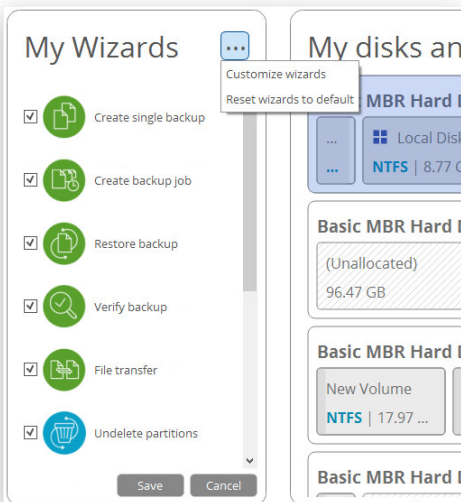 My Wizards
...
Customize wizards
Reset wizards to default
Create single backup
Create backup job
Restore backup
Verify backup
File transfer
Undelete partitions
Save
Cancel
My disks an
MBR Hard D
...
Local Disk
...
NTFS | 8.77 G
Basic MBR Hard D
(Unallocated)
96.47 GB
Basic MBR Hard D
New Volume
NTFS | 17.97 ...
Basic MBR Hard D